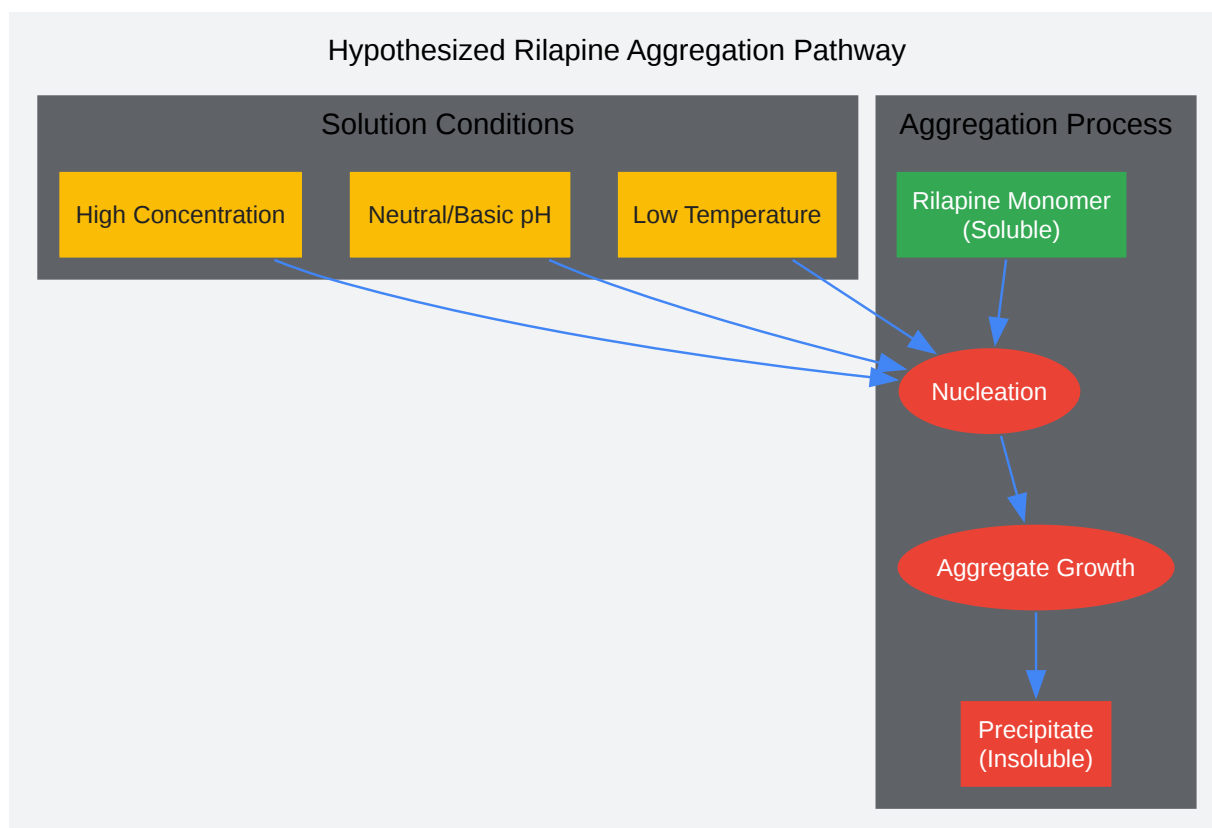 Hypothesized Rilapine Aggregation Pathway
Solution Conditions
Aggregation Process
High Concentration
Neutral/Basic pH
Low Temperature
Rilapine Monomer
(Soluble)
Nucleation
Aggregate Growth
Precipitate
(Insoluble)